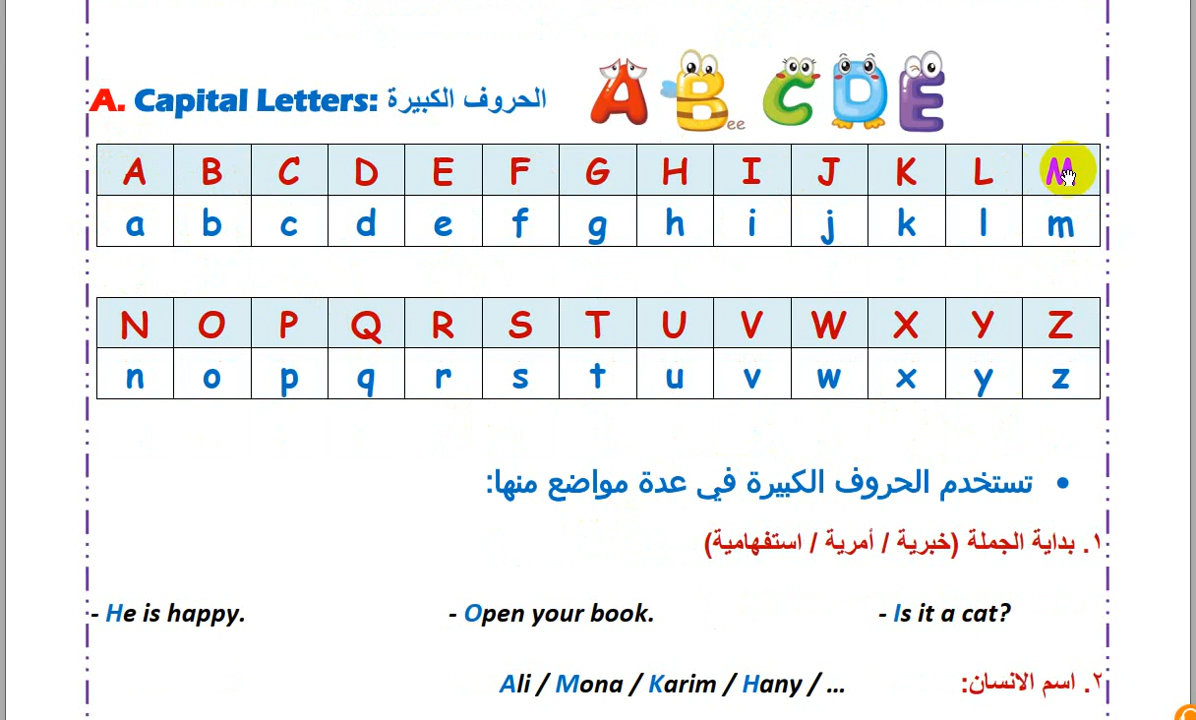 A. Capital Letters: الحروف الكبيرة A B ee C D E
A B C D E F G H I J K L M
a b c d e f g h i j k l m
N O P Q R S T U V W X Y Z
n o p q r s t u v w x y z
• تستخدم الحروف الكبيرة في عدة مواضع منها:
١. بداية الجملة (خبرية / أمرية / استفهامية)
- He is happy. - Open your book. - Is it a cat?
٢. اسم الانسان: Ali / Mona / Karim / Hany / ...